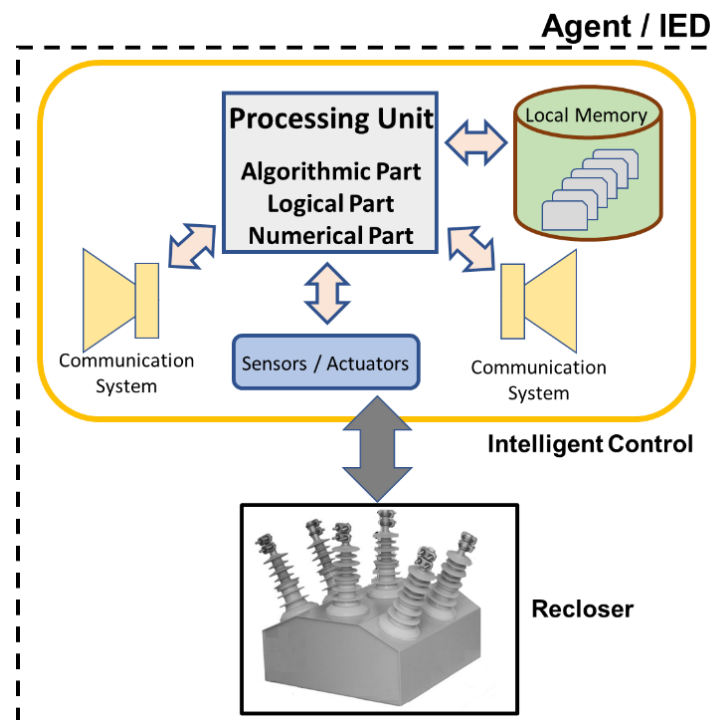 Agent / IED
Processing Unit
Algorithmic Part
Logical Part
Numerical Part
Local Memory
Communication
System
Sensors / Actuators
Communication
System
Intelligent Control
Recloser